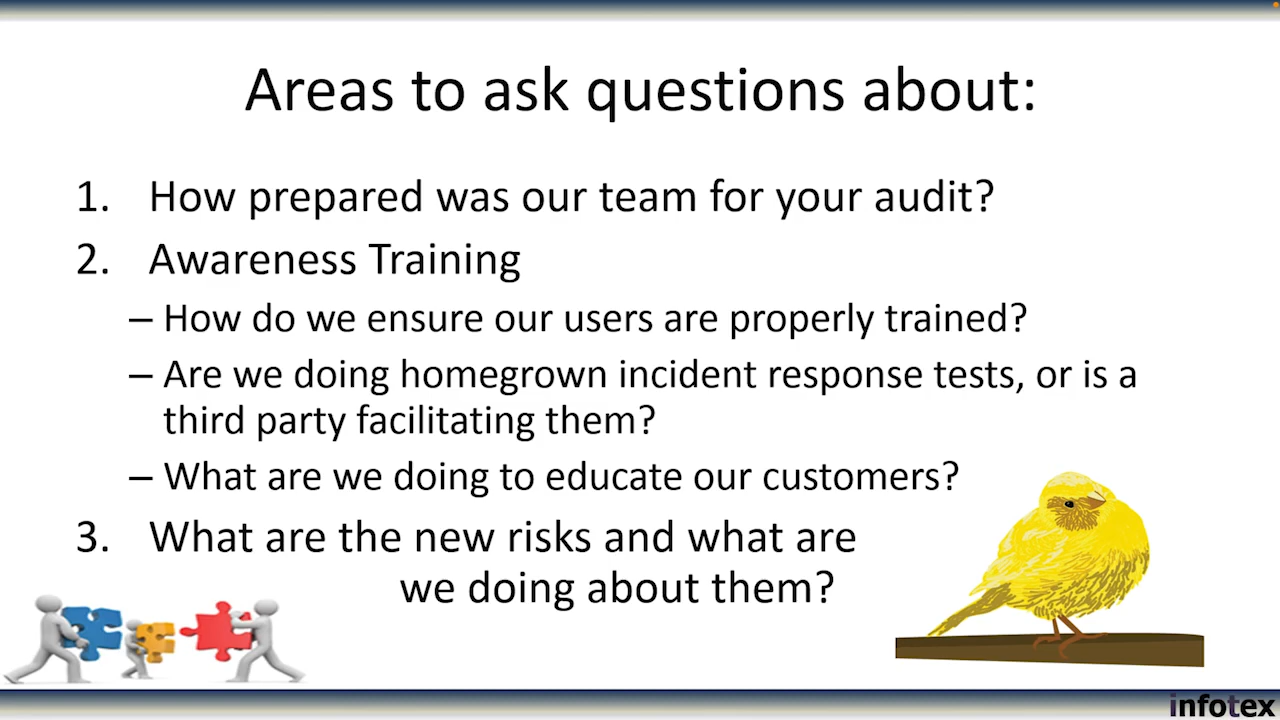 Areas to ask questions about:
1. How prepared was our team for your audit?
2. Awareness Training
– How do we ensure our users are properly trained?
– Are we doing homegrown incident response tests, or is a
third party facilitating them?
– What are we doing to educate our customers?
3. What are the new risks and what are
we doing about them?
infotex